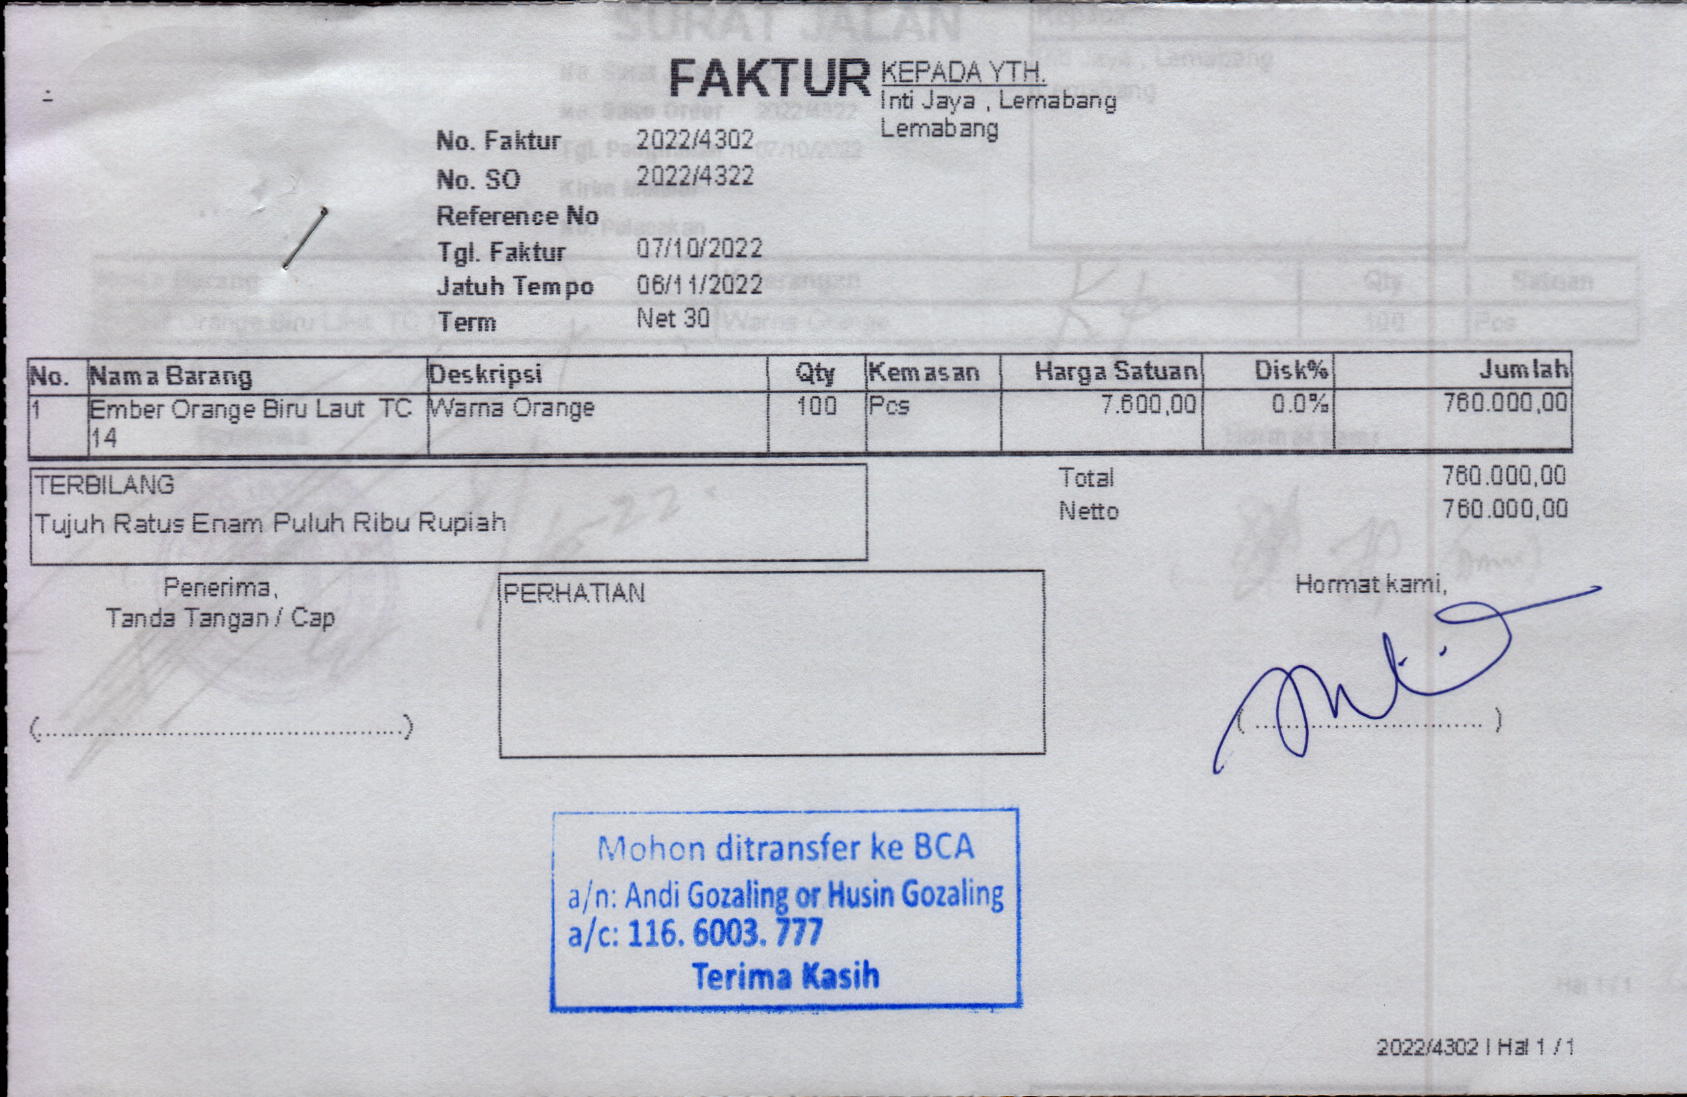 FAKTUR
KEPADA YTH.
Inti Jaya , Lemabang
Lemabang
No. Faktur 2022/4302
No. SO 2022/4322
Reference No
Tgl. Faktur 07/10/2022
Jatuh Tempo 06/11/2022
Term Net 30
No. Nama Barang Deskripsi Qty Kemasan Harga Satuan Disk% Jumlah
1 Ember Orange Biru Laut TC Warna Orange 100 Pcs 7.600,00 0.0% 760.000,00
14
TERBILANG
Tujuh Ratus Enam Puluh Ribu Rupiah
Total 760.000,00
Netto 760.000,00
Penerima,
Tanda Tangan / Cap
(...........................................)
PERHATIAN
Hormat kami,
(............................)
Mohon ditransfer ke BCA
a/n: Andi Gozaling or Husin Gozaling
a/c: 116. 6003. 777
Terima Kasih
2022/4302 | Hal 1 / 1